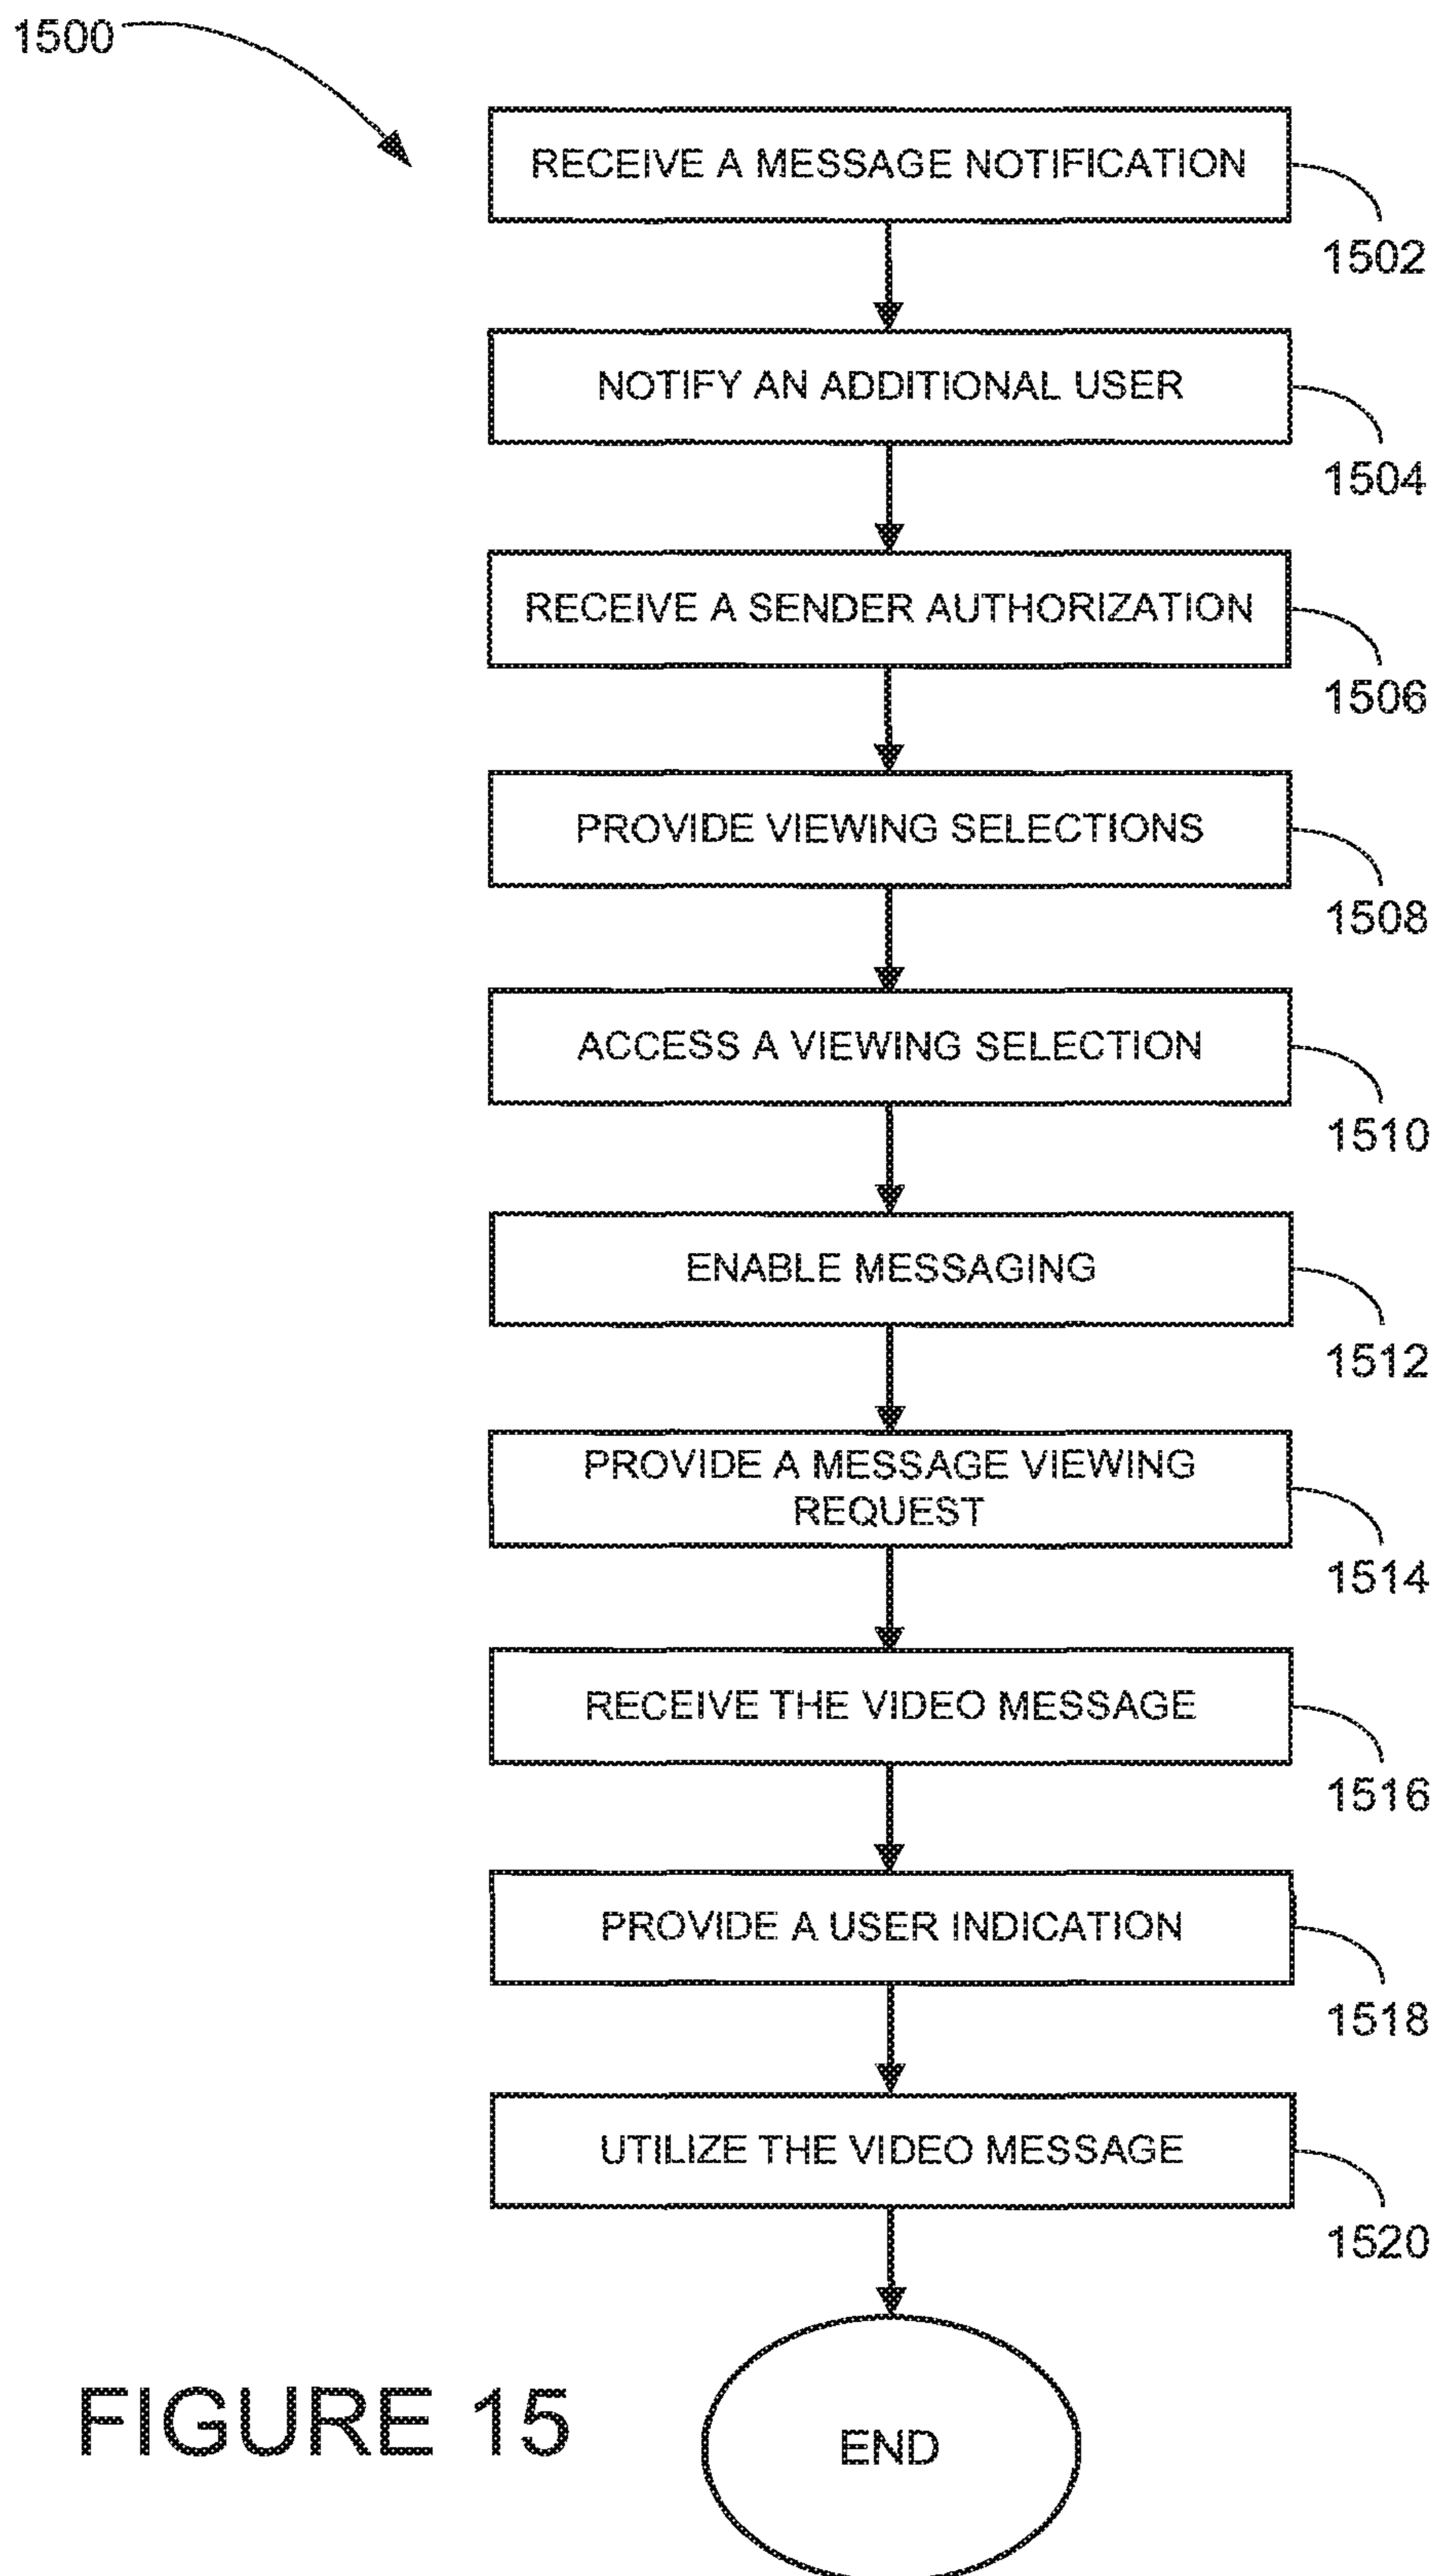 1500
RECEIVE A MESSAGE NOTIFICATION
1502
NOTIFY AN ADDITIONAL USER
1504
RECEIVE A SENDER AUTHORIZATION
1506
PROVIDE VIEWING SELECTIONS
1508
ACCESS A VIEWING SELECTION
1510
ENABLE MESSAGING
1512
PROVIDE A MESSAGE VIEWING
REQUEST
1514
RECEIVE THE VIDEO MESSAGE
1516
PROVIDE A USER INDICATION
1518
UTILIZE THE VIDEO MESSAGE
1520
FIGURE 15
END